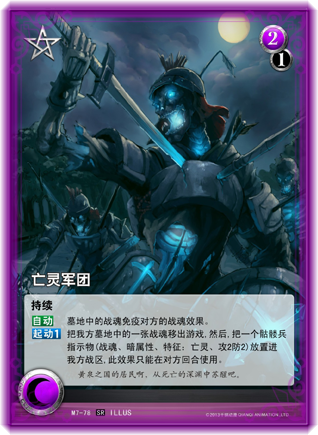 2
1
亡灵军团
持续
自动 墓地中的战魂免疫对方的战魂效果。
起动1 把我方墓地中的一张战魂移出游戏,然后,把一个骷髅兵
指示物(战魂、暗属性、特征:亡灵、攻2防2)放置进
我方战区,此效果只能在对方回合使用。
黄泉之国的居民啊,从死亡的深渊中苏醒吧。
M7-78 SR ILLUS